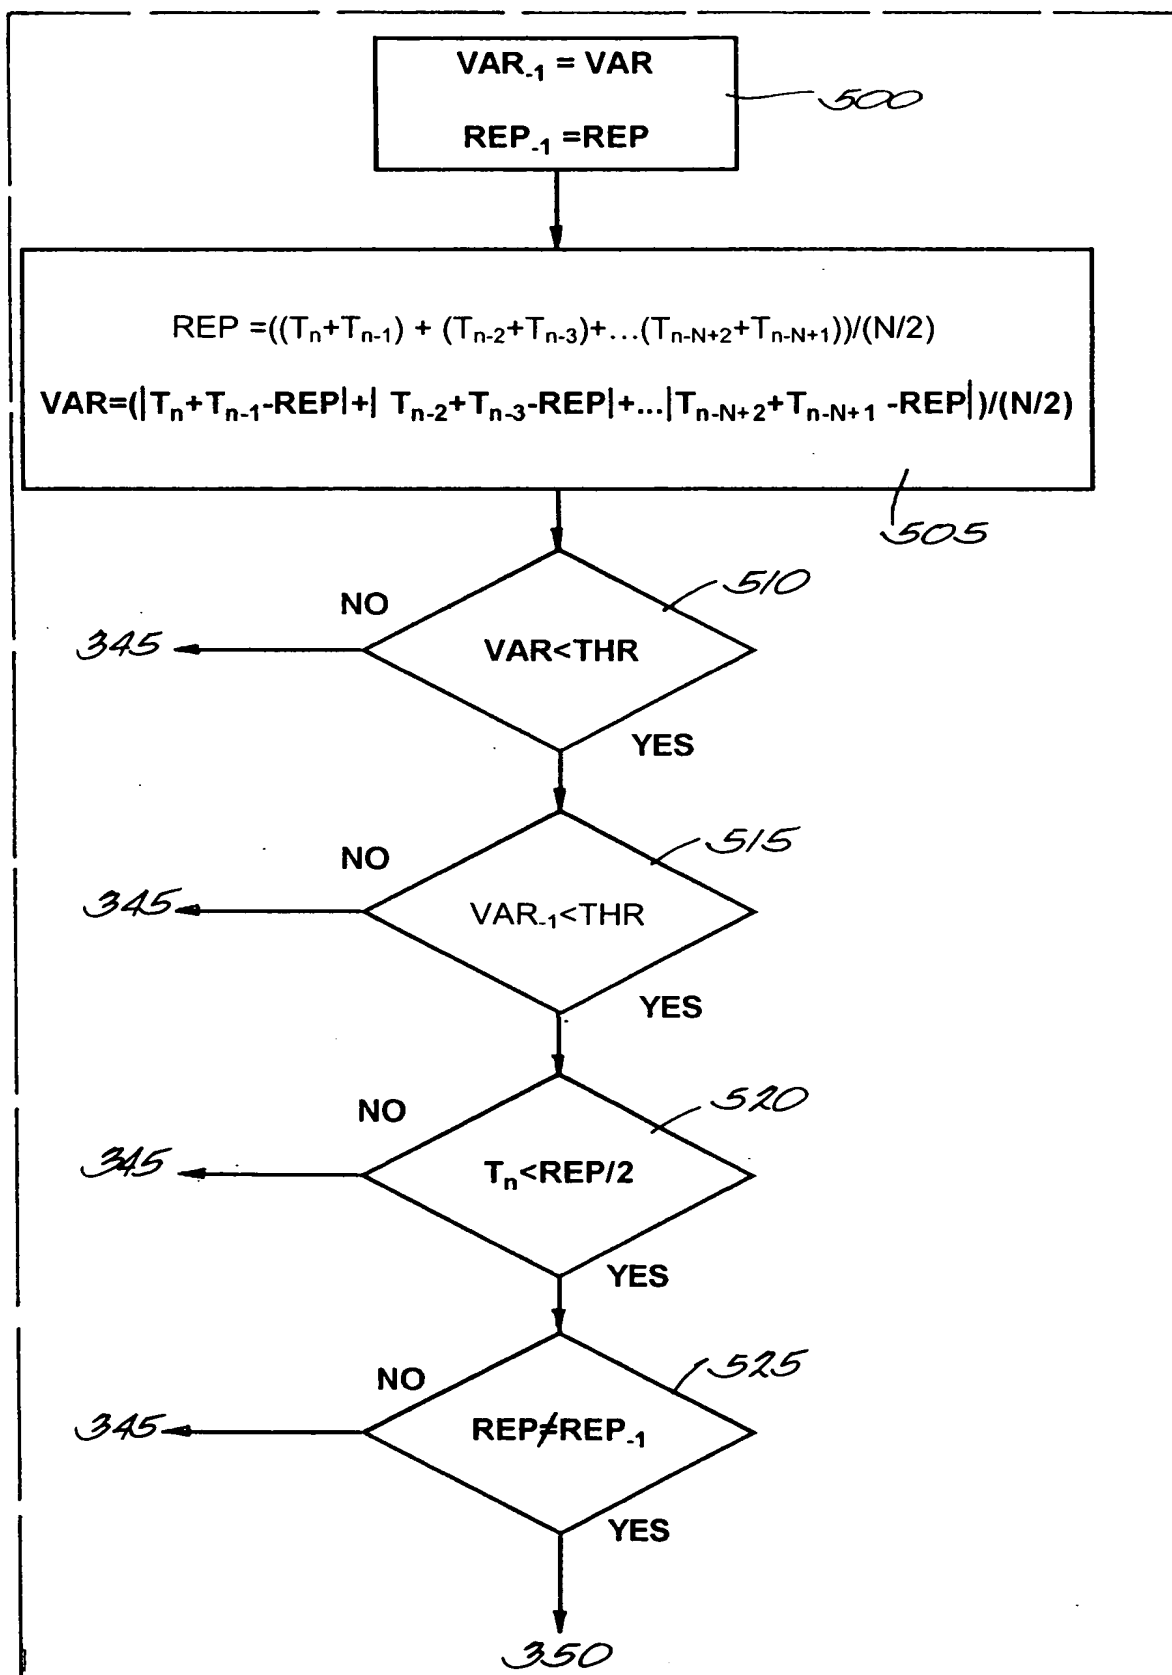 VAR₋₁ = VAR
500
REP₋₁ =REP
REP =((Tₙ+Tₙ₋₁) + (Tₙ₋₂+Tₙ₋₃)+...(Tₙ₋N₊₂+Tₙ₋N₊₁))/(N/2)
VAR=(|Tₙ+Tₙ₋₁-REP|+| Tₙ₋₂+Tₙ₋₃-REP|+...|Tₙ₋N₊₂+Tₙ₋N₊₁ -REP|)/(N/2)
505
510
NO
345
VAR<THR
YES
515
NO
345
VAR₋₁<THR
YES
520
NO
345
Tₙ<REP/2
YES
525
NO
345
REP≠REP₋₁
YES
350